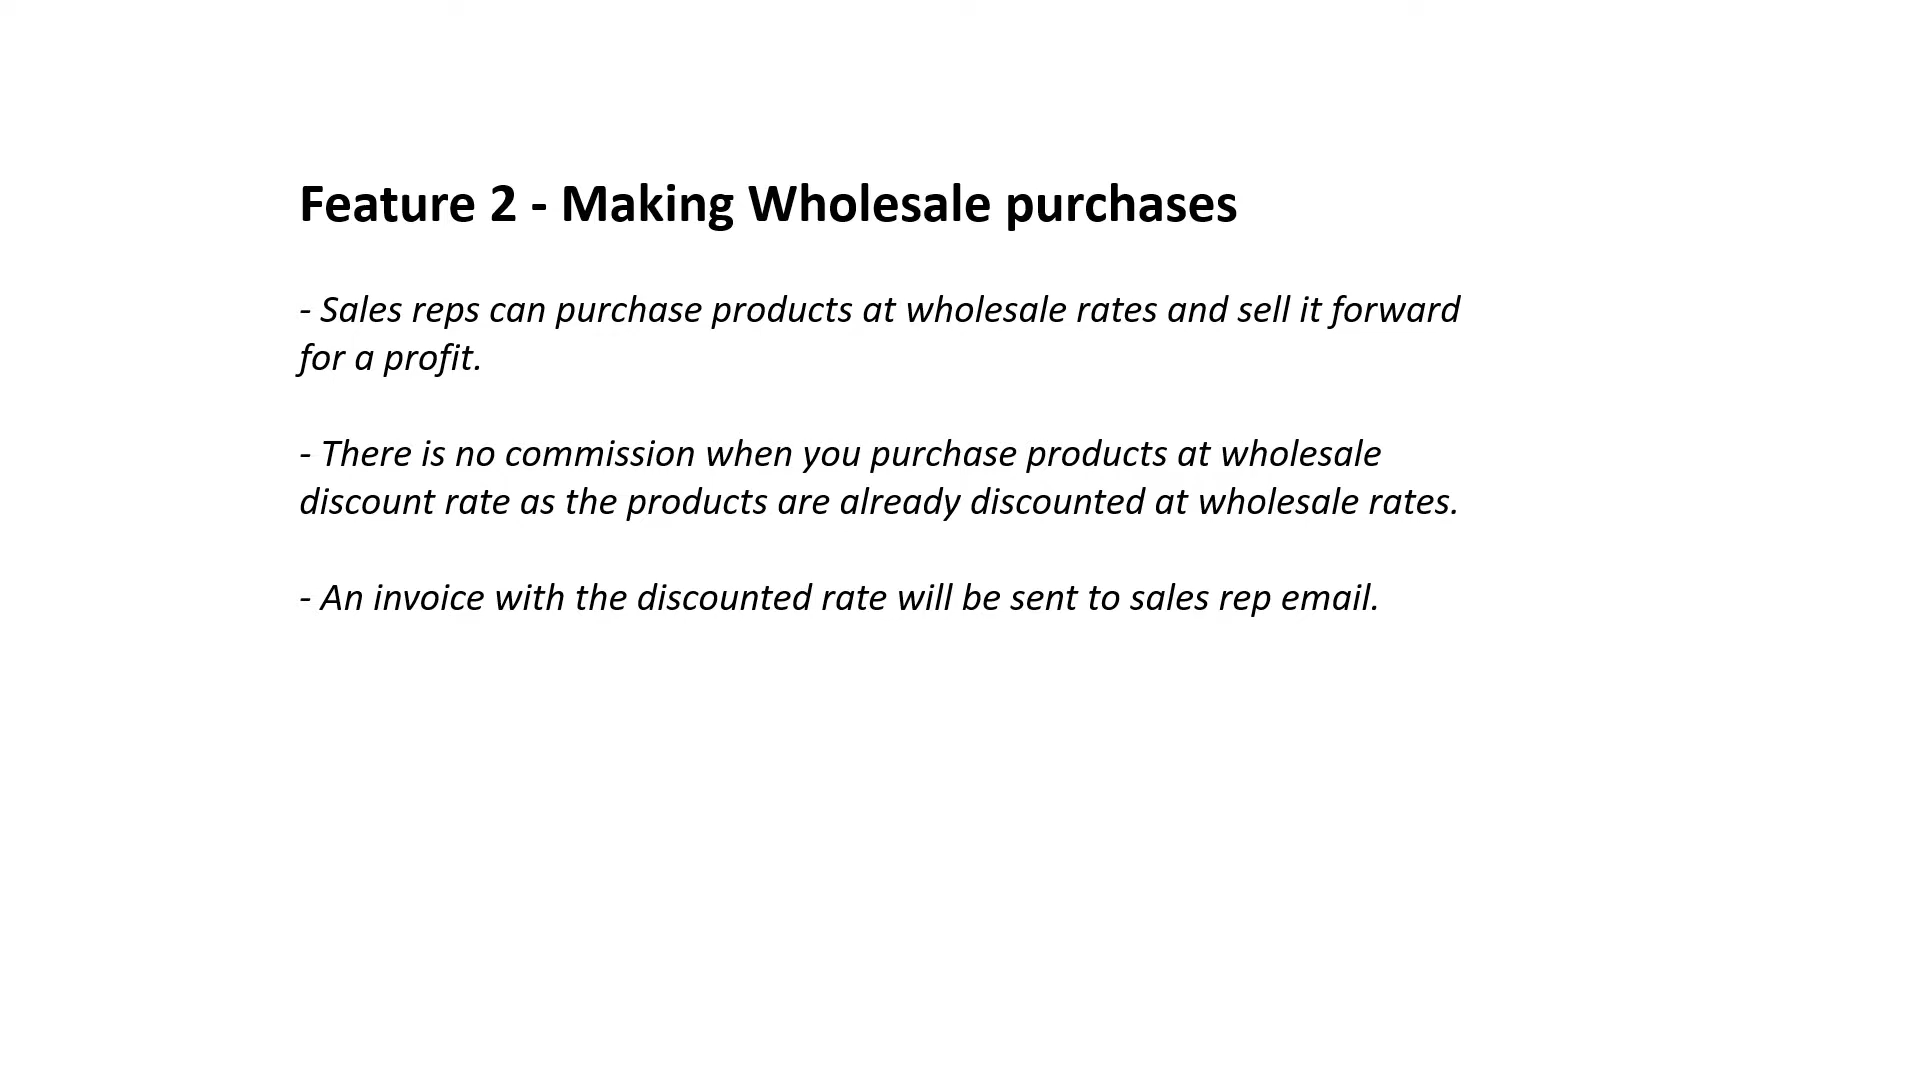 Feature 2 - Making Wholesale purchases
- Sales reps can purchase products at wholesale rates and sell it forward
for a profit.
- There is no commission when you purchase products at wholesale
discount rate as the products are already discounted at wholesale rates.
- An invoice with the discounted rate will be sent to sales rep email.